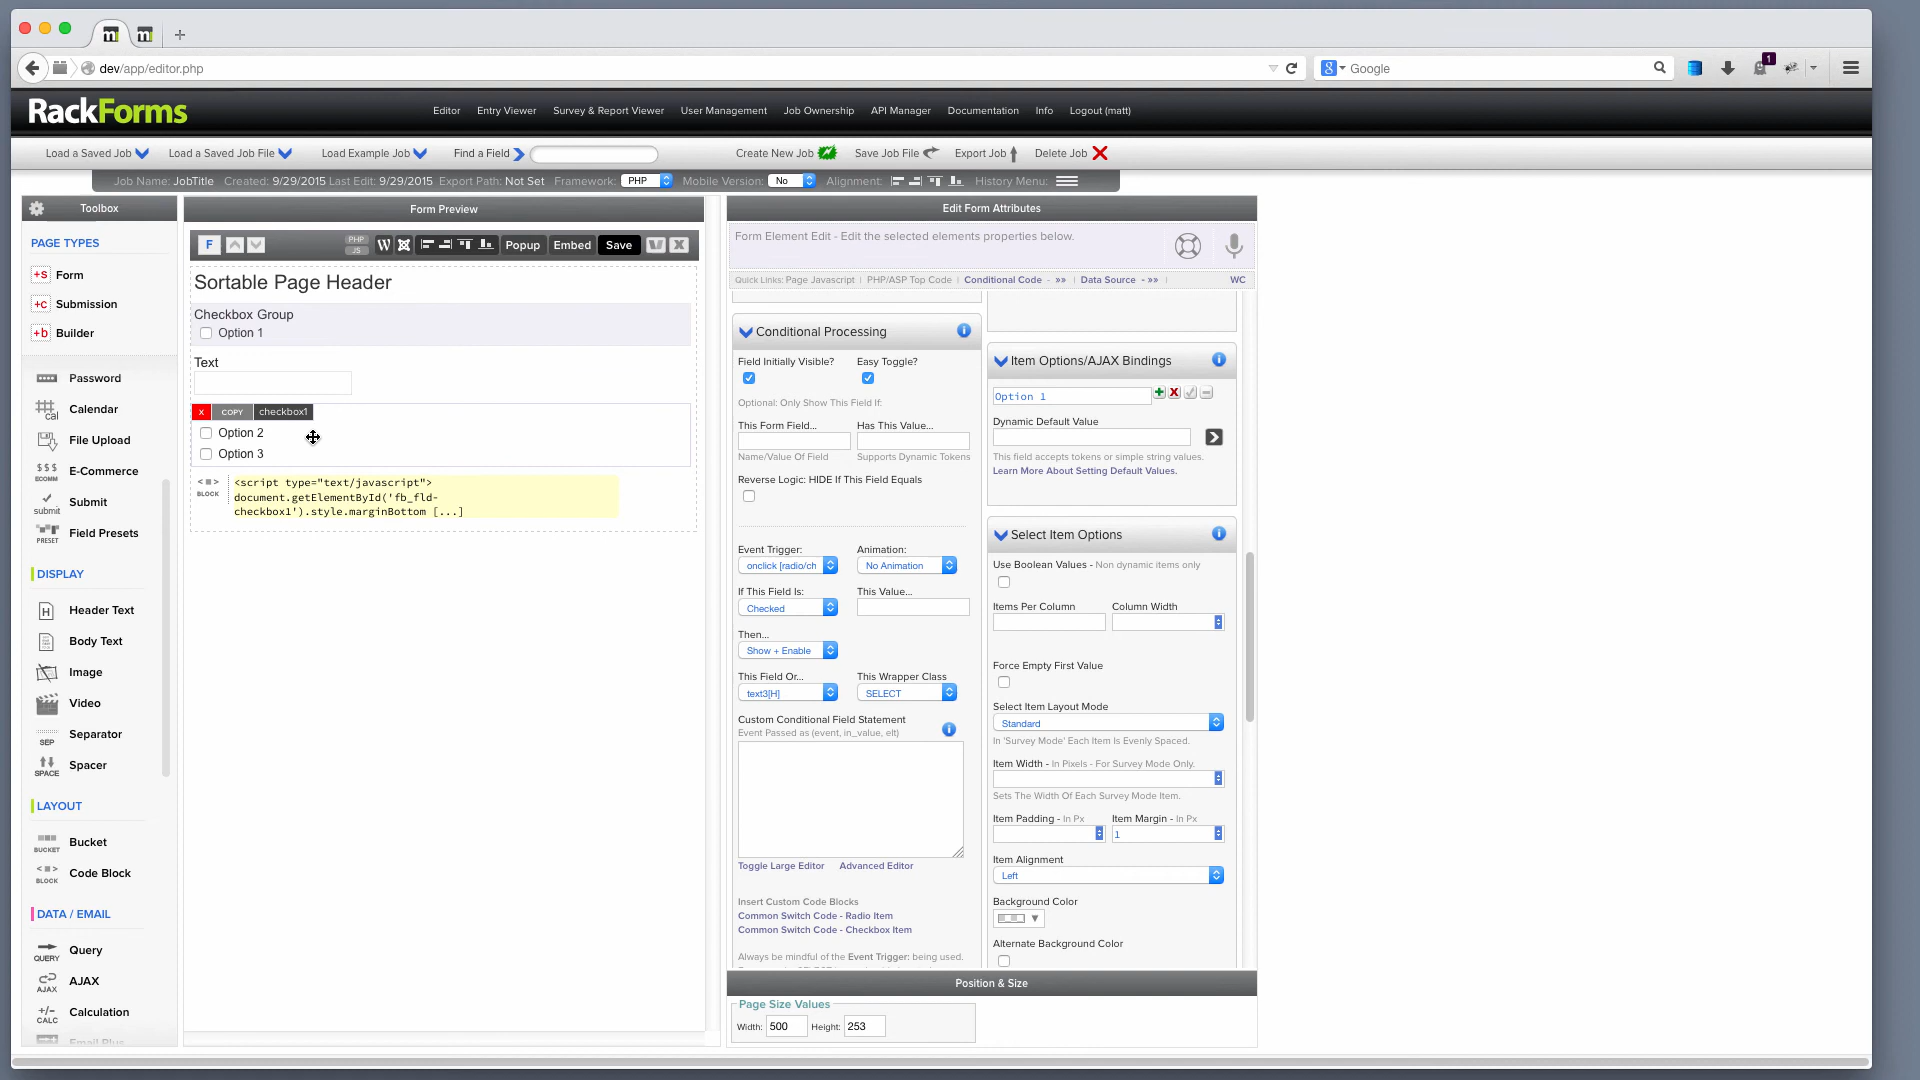 dev/app/editor.php
Google
1
RackForms
Editor
Entry Viewer
Survey & Report Viewer
User Management
Job Ownership
API Manager
Documentation
Info
Logout (matt)
Load a Saved Job
Load a Saved Job File
Load Example Job
Find a Field
Create New Job
Save Job File
Export Job
Delete Job
Job Name: JobTitle
Created: 9/29/2015 Last Edit: 9/29/2015
Export Path: Not Set
Framework: PHP
Mobile Version: No
Alignment:
History Menu:
Toolbox
PAGE TYPES
+s Form
+c Submission
+b Builder
Password
cal Calendar
File Upload
$$$ ECOMM E-Commerce
submit Submit
PRESET Field Presets
DISPLAY
H Header Text
Body Text
Image
Video
SEP Separator
SPACE Spacer
LAYOUT
BUCKET Bucket
BLOCK Code Block
DATA / EMAIL
QUERY Query
AJAX AJAX
+/- CALC Calculation
Email Plus
Form Preview
F
PHP
JS
W
Popup
Embed
Save
Sortable Page Header
Checkbox Group
Option 1
Text
x COPY checkbox1
Option 2
Option 3
BLOCK
<script type="text/javascript">
document.getElementById('fb_fld-
checkbox1').style.marginBottom [...]
Edit Form Attributes
Form Element Edit - Edit the selected elements properties below.
Quick Links: Page Javascript | PHP/ASP Top Code | Conditional Code - »» | Data Source - »» |
WC
Conditional Processing
Field Initially Visible?
Easy Toggle?
Optional: Only Show This Field If:
This Form Field...
Has This Value...
Name/Value Of Field
Supports Dynamic Tokens
Reverse Logic: HIDE If This Field Equals
Event Trigger:
Animation:
onclick [radio/ch
No Animation
If This Field Is:
This Value...
Checked
Then...
Show + Enable
This Field Or...
This Wrapper Class
text3[H]
SELECT
Custom Conditional Field Statement
Event Passed as (event, in_value, elt)
Toggle Large Editor
Advanced Editor
Insert Custom Code Blocks
Common Switch Code - Radio Item
Common Switch Code - Checkbox Item
Always be mindful of the Event Trigger: being used.
Item Options/AJAX Bindings
Option 1
Dynamic Default Value
This field accepts tokens or simple string values.
Learn More About Setting Default Values.
Select Item Options
Use Boolean Values - Non dynamic items only
Items Per Column
Column Width
Force Empty First Value
Select Item Layout Mode
Standard
In 'Survey Mode' Each Item Is Evenly Spaced.
Item Width - In Pixels - For Survey Mode Only.
Sets The Width Of Each Survey Mode Item.
Item Padding - In Px
Item Margin - In Px
1
Item Alignment
Left
Background Color
Alternate Background Color
Position & Size
Page Size Values
Width: 500
Height: 253